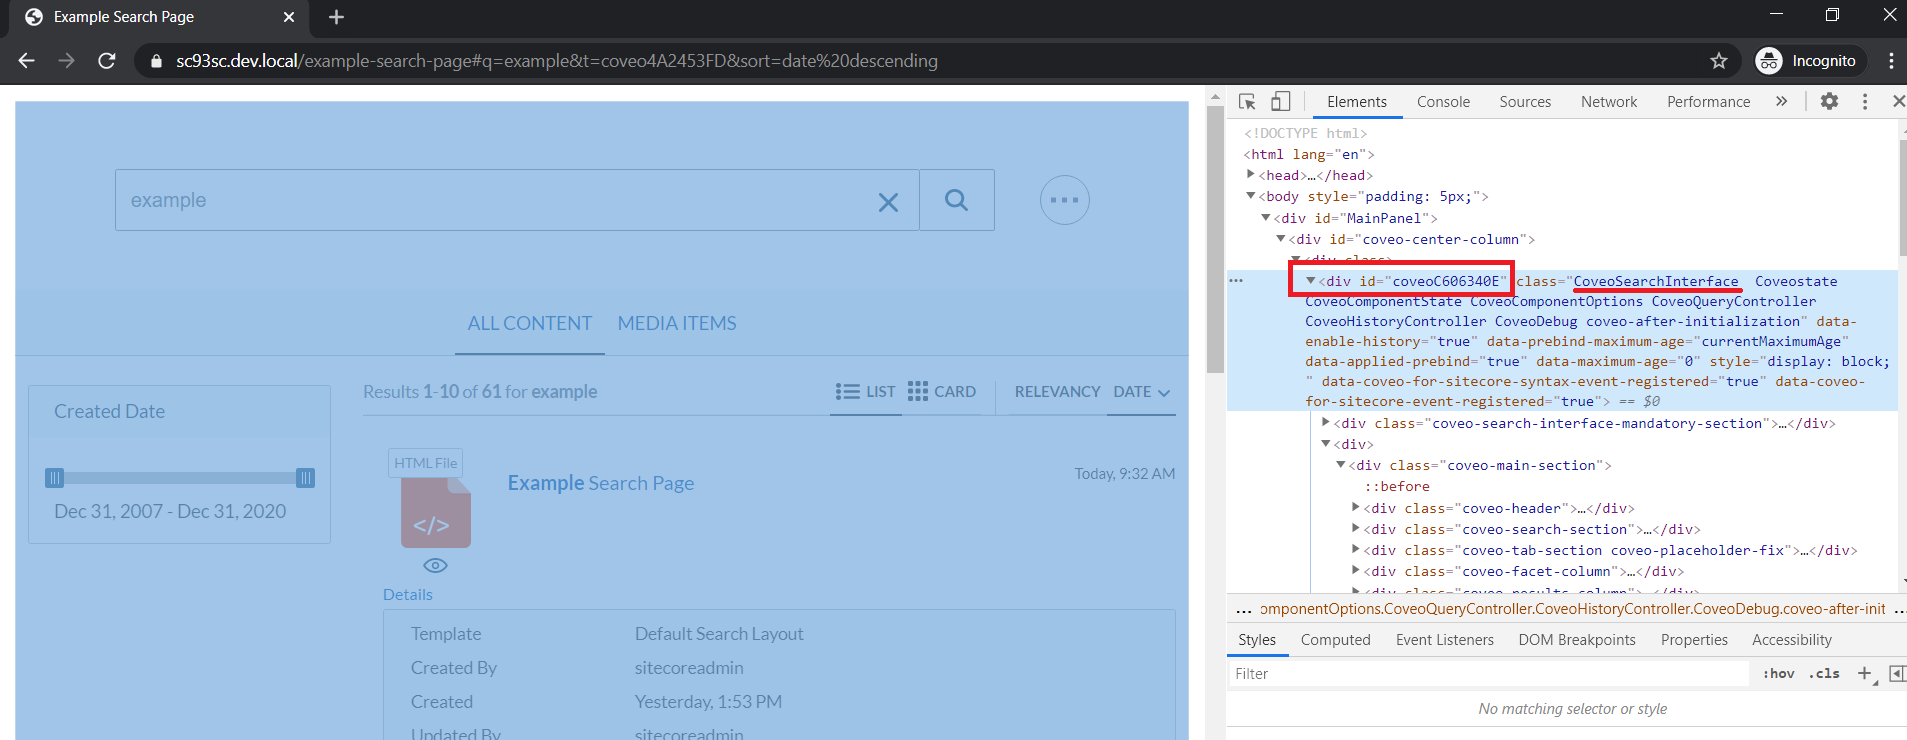 Example Search Page
sc93sc.dev.local/example-search-page#q=example&t=coveo4A2453FD&sort=date%20descending
Incognito
example
ALL CONTENT MEDIA ITEMS
Created Date
Dec 31, 2007 - Dec 31, 2020
Results 1-10 of 61 for example
LIST CARD RELEVANCY DATE
HTML File
</>
Example Search Page
Today, 9:32 AM
Details
Template Default Search Layout
Created By sitecoreadmin
Created Yesterday, 1:53 PM
Updated By sitecoreadmin
Elements Console Sources Network Performance »
<!DOCTYPE html>
<html lang="en">
<head>…</head>
<body style="padding: 5px;">
<div id="MainPanel">
<div id="coveo-center-column">
<div class>
<div id="coveoC606340E" class="CoveoSearchInterface Coveostate
CoveoComponentState CoveoComponentOptions CoveoQueryController
CoveoHistoryController CoveoDebug coveo-after-initialization" data-
enable-history="true" data-prebind-maximum-age="currentMaximumAge"
data-applied-prebind="true" data-maximum-age="0" style="display: block;
" data-coveo-for-sitecore-syntax-event-registered="true" data-coveo-
for-sitecore-event-registered="true"> == $0
<div class="coveo-search-interface-mandatory-section">…</div>
<div>
<div class="coveo-main-section">
::before
<div class="coveo-header">…</div>
<div class="coveo-search-section">…</div>
<div class="coveo-tab-section coveo-placeholder-fix">…</div>
<div class="coveo-facet-column">…</div>
<div class="coveo-results-column">…</div>
... omponentOptions.CoveoQueryController.CoveoHistoryController.CoveoDebug.coveo-after-init ...
Styles Computed Event Listeners DOM Breakpoints Properties Accessibility
Filter :hov .cls +
No matching selector or style